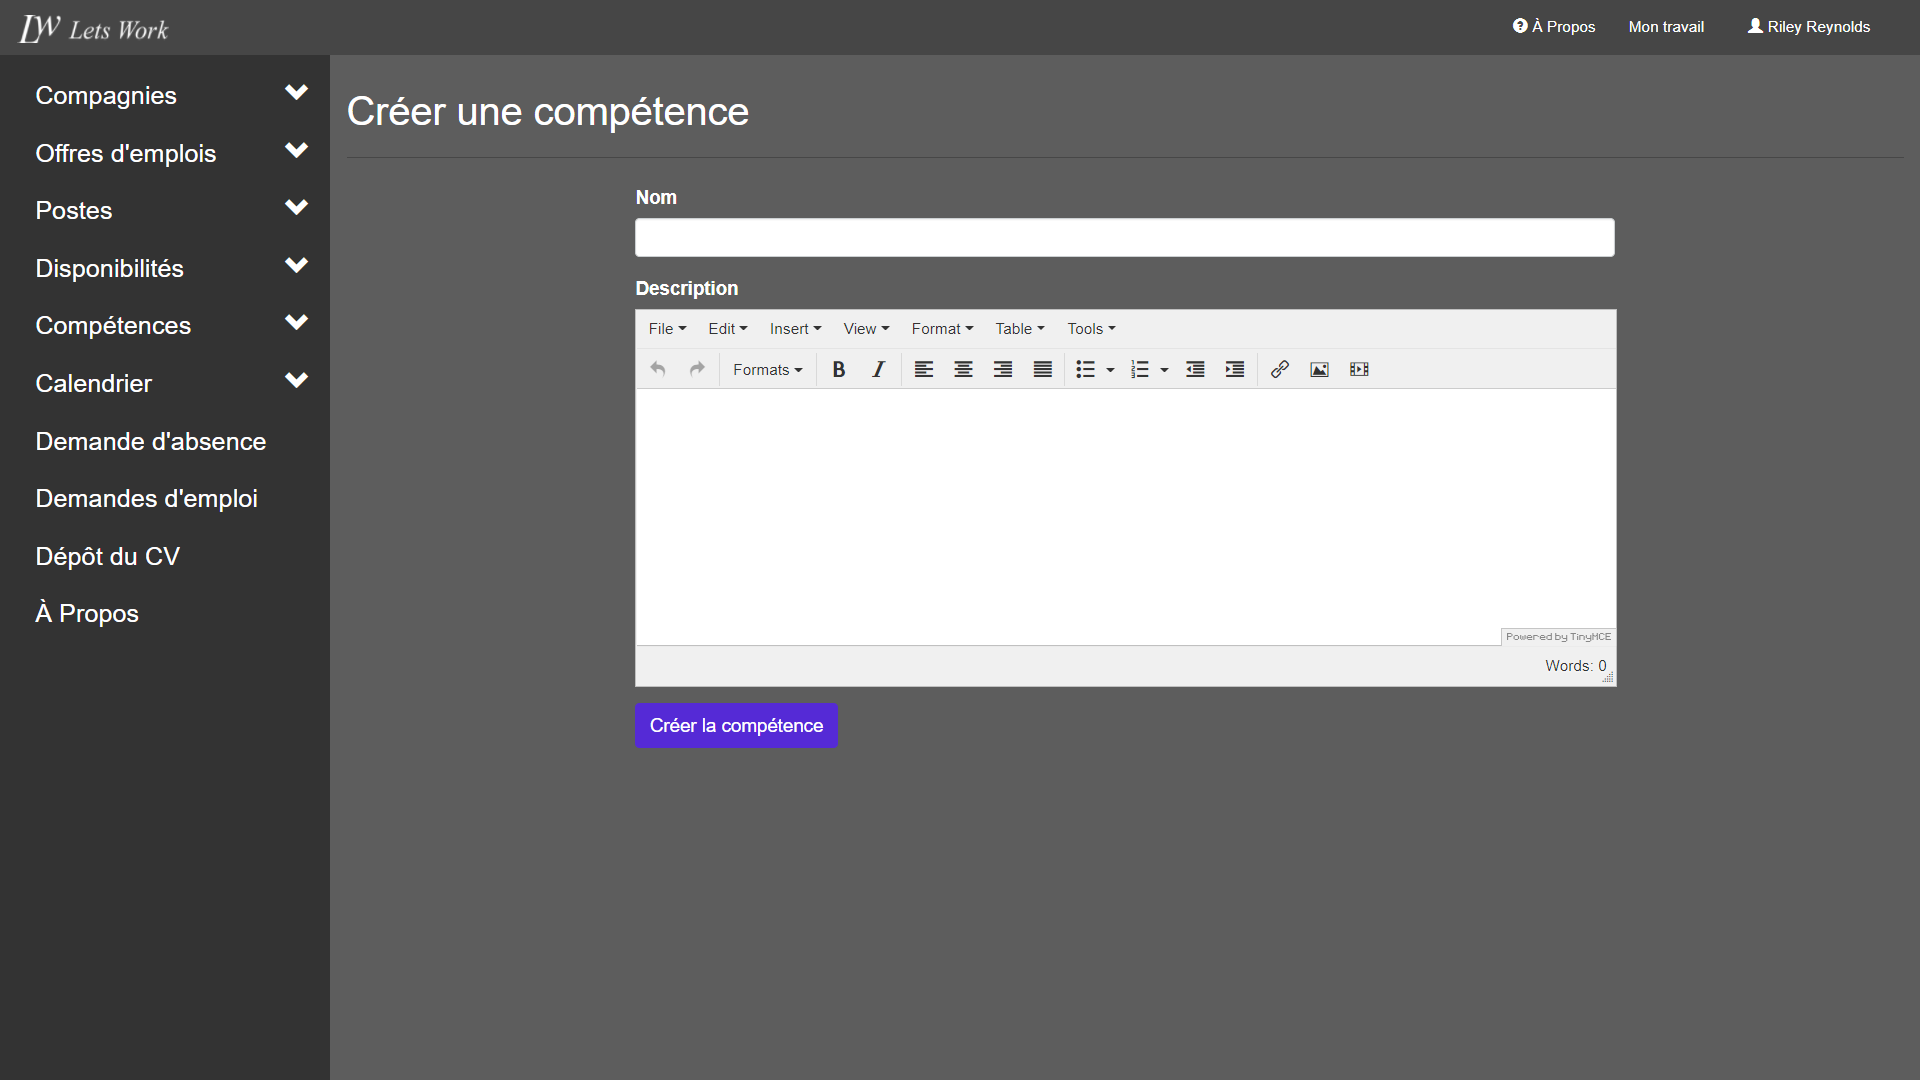 LW Lets Work
À Propos
Mon travail
Riley Reynolds
Compagnies
Offres d'emplois
Postes
Disponibilités
Compétences
Calendrier
Demande d'absence
Demandes d'emploi
Dépôt du CV
À Propos
Créer une compétence
Nom
Description
File Edit Insert View Format Table Tools
Formats B I
Powered by TinyMCE
Words: 0
Créer la compétence